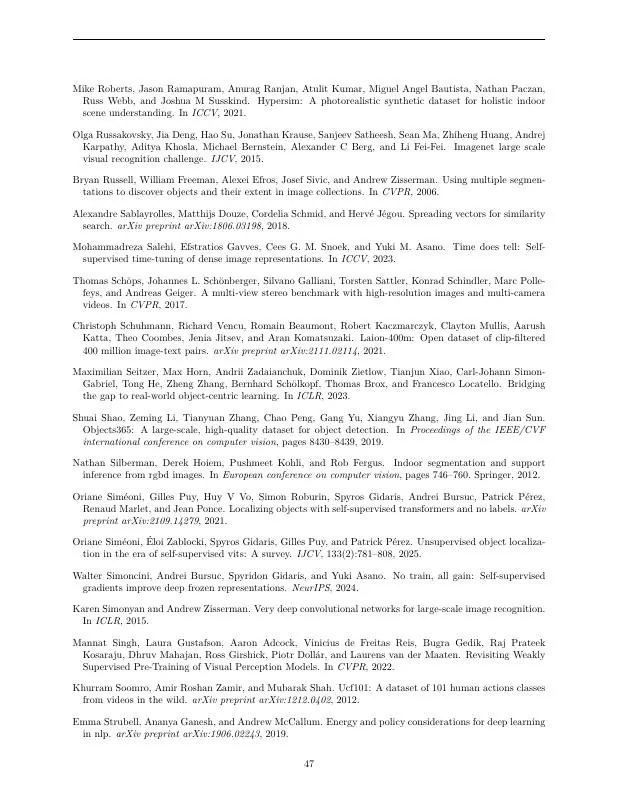 Mike Roberts, Jason Ramapuram, Anurag Ranjan, Atulit Kumar, Miguel Angel Bautista, Nathan Paczan,
Russ Webb, and Joshua M Susskind. Hypersim: A photorealistic synthetic dataset for holistic indoor
scene understanding. In ICCV, 2021.
Olga Russakovsky, Jia Deng, Hao Su, Jonathan Krause, Sanjeev Satheesh, Sean Ma, Zhiheng Huang, Andrej
Karpathy, Aditya Khosla, Michael Bernstein, Alexander C Berg, and Li Fei-Fei. Imagenet large scale
visual recognition challenge. IJCV, 2015.
Bryan Russell, William Freeman, Alexei Efros, Josef Sivic, and Andrew Zisserman. Using multiple segmen-
tations to discover objects and their extent in image collections. In CVPR, 2006.
Alexandre Sablayrolles, Matthijs Douze, Cordelia Schmid, and Hervé Jégou. Spreading vectors for similarity
search. arXiv preprint arXiv:1806.03198, 2018.
Mohammadreza Salehi, Efstratios Gavves, Cees G. M. Snoek, and Yuki M. Asano. Time does tell: Self-
supervised time-tuning of dense image representations. In ICCV, 2023.
Thomas Schöps, Johannes L. Schönberger, Silvano Galliani, Torsten Sattler, Konrad Schindler, Marc Polle-
feys, and Andreas Geiger. A multi-view stereo benchmark with high-resolution images and multi-camera
videos. In CVPR, 2017.
Christoph Schuhmann, Richard Vencu, Romain Beaumont, Robert Kaczmarczyk, Clayton Mullis, Aarush
Katta, Theo Coombes, Jenia Jitsev, and Aran Komatsuzaki. Laion-400m: Open dataset of clip-filtered
400 million image-text pairs. arXiv preprint arXiv:2111.02114, 2021.
Maximilian Seitzer, Max Horn, Andrii Zadaianchuk, Dominik Zietlow, Tianjun Xiao, Carl-Johann Simon-
Gabriel, Tong He, Zheng Zhang, Bernhard Schölkopf, Thomas Brox, and Francesco Locatello. Bridging
the gap to real-world object-centric learning. In ICLR, 2023.
Shuai Shao, Zeming Li, Tianyuan Zhang, Chao Peng, Gang Yu, Xiangyu Zhang, Jing Li, and Jian Sun.
Objects365: A large-scale, high-quality dataset for object detection. In Proceedings of the IEEE/CVF
international conference on computer vision, pages 8430–8439, 2019.
Nathan Silberman, Derek Hoiem, Pushmeet Kohli, and Rob Fergus. Indoor segmentation and support
inference from rgbd images. In European conference on computer vision, pages 746–760. Springer, 2012.
Oriane Siméoni, Gilles Puy, Huy V Vo, Simon Roburin, Spyros Gidaris, Andrei Bursuc, Patrick Pérez,
Renaud Marlet, and Jean Ponce. Localizing objects with self-supervised transformers and no labels. arXiv
preprint arXiv:2109.14279, 2021.
Oriane Siméoni, Éloi Zablocki, Spyros Gidaris, Gilles Puy, and Patrick Pérez. Unsupervised object localiza-
tion in the era of self-supervised vits: A survey. IJCV, 133(2):781–808, 2025.
Walter Simoncini, Andrei Bursuc, Spyridon Gidaris, and Yuki Asano. No train, all gain: Self-supervised
gradients improve deep frozen representations. NeurIPS, 2024.
Karen Simonyan and Andrew Zisserman. Very deep convolutional networks for large-scale image recognition.
In ICLR, 2015.
Mannat Singh, Laura Gustafson, Aaron Adcock, Vinicius de Freitas Reis, Bugra Gedik, Raj Prateek
Kosaraju, Dhruv Mahajan, Ross Girshick, Piotr Dollár, and Laurens van der Maaten. Revisiting Weakly
Supervised Pre-Training of Visual Perception Models. In CVPR, 2022.
Khurram Soomro, Amir Roshan Zamir, and Mubarak Shah. Ucf101: A dataset of 101 human actions classes
from videos in the wild. arXiv preprint arXiv:1212.0402, 2012.
Emma Strubell, Ananya Ganesh, and Andrew McCallum. Energy and policy considerations for deep learning
in nlp. arXiv preprint arXiv:1906.02243, 2019.
47